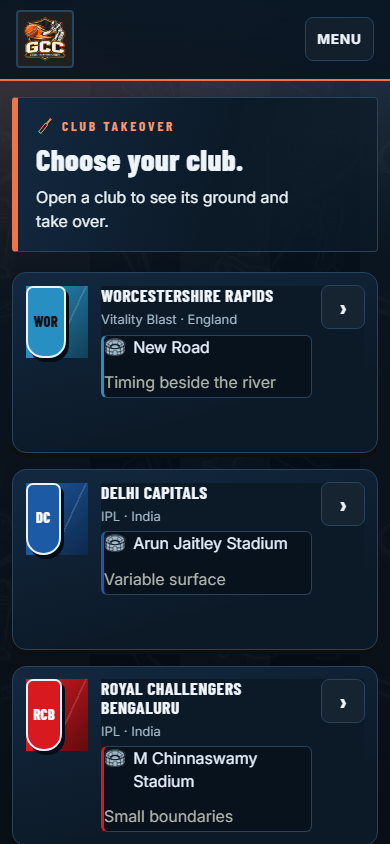 GCC
MENU
CLUB TAKEOVER
Choose your club.
Open a club to see its ground and
take over.
WOR
WORCESTERSHIRE RAPIDS
Vitality Blast · England
New Road
Timing beside the river
›
DC
DELHI CAPITALS
IPL · India
Arun Jaitley Stadium
Variable surface
›
RCB
ROYAL CHALLENGERS
BENGALURU
IPL · India
M Chinnaswamy
Stadium
Small boundaries
›